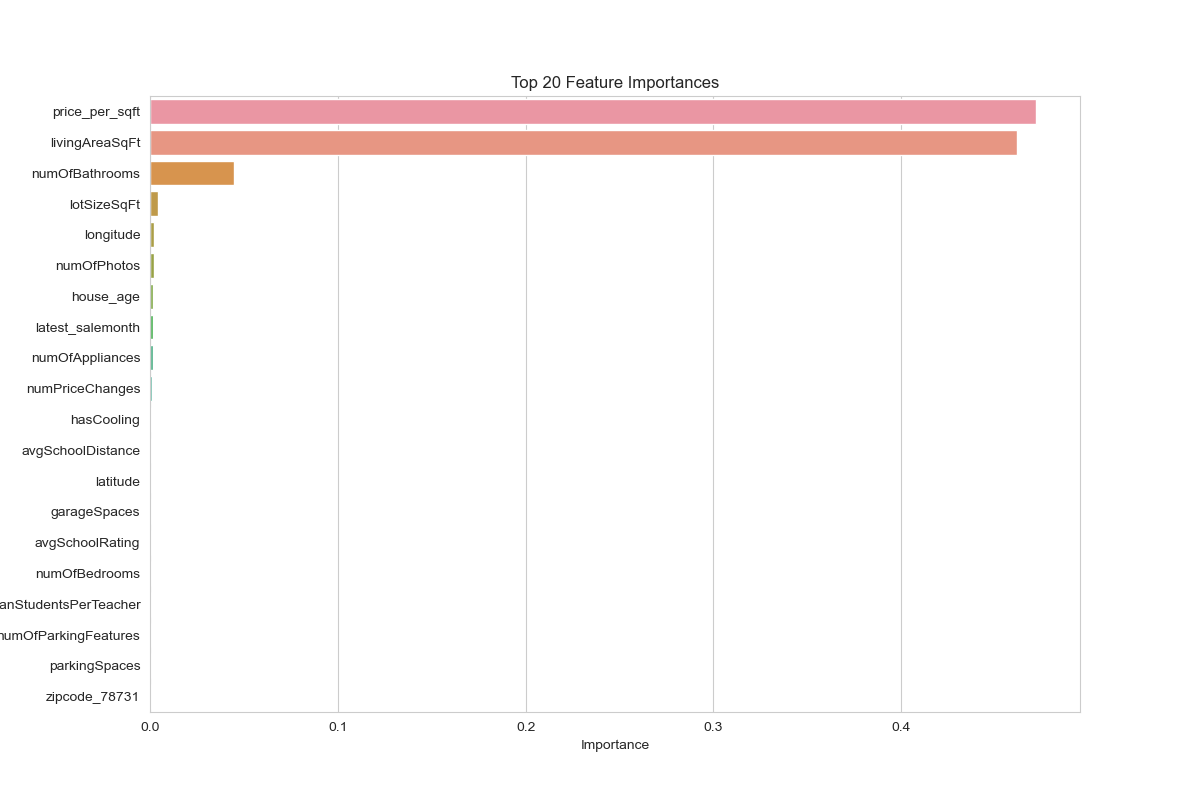 Top 20 Feature Importances
price_per_sqft
livingAreaSqFt
numOfBathrooms
lotSizeSqFt
longitude
numOfPhotos
house_age
latest_salemonth
numOfAppliances
numPriceChanges
hasCooling
avgSchoolDistance
latitude
garageSpaces
avgSchoolRating
numOfBedrooms
anStudentsPerTeacher
numOfParkingFeatures
parkingSpaces
zipcode_78731
0.0 0.1 0.2 0.3 0.4
Importance